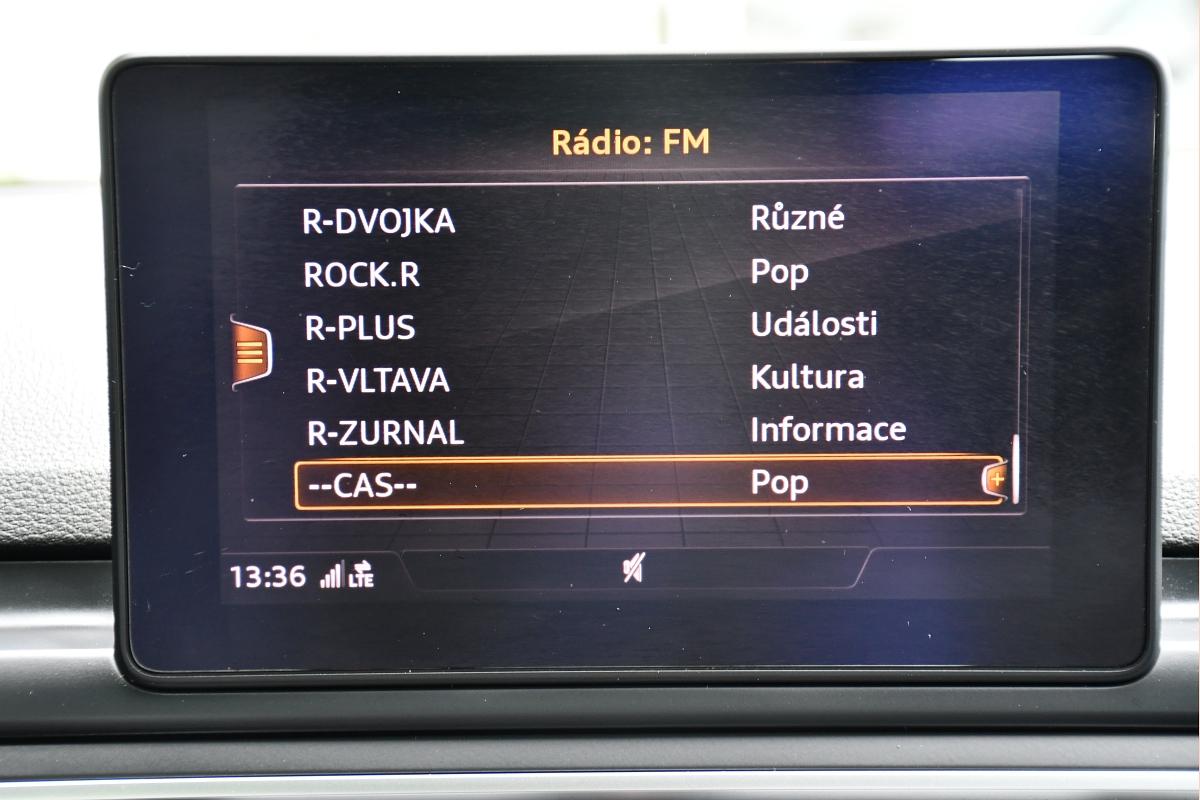 Rádio: FM
R-DVOJKA Různé
ROCK.R Pop
R-PLUS Události
R-VLTAVA Kultura
R-ZURNAL Informace
--CAS-- Pop
13:36 LTE